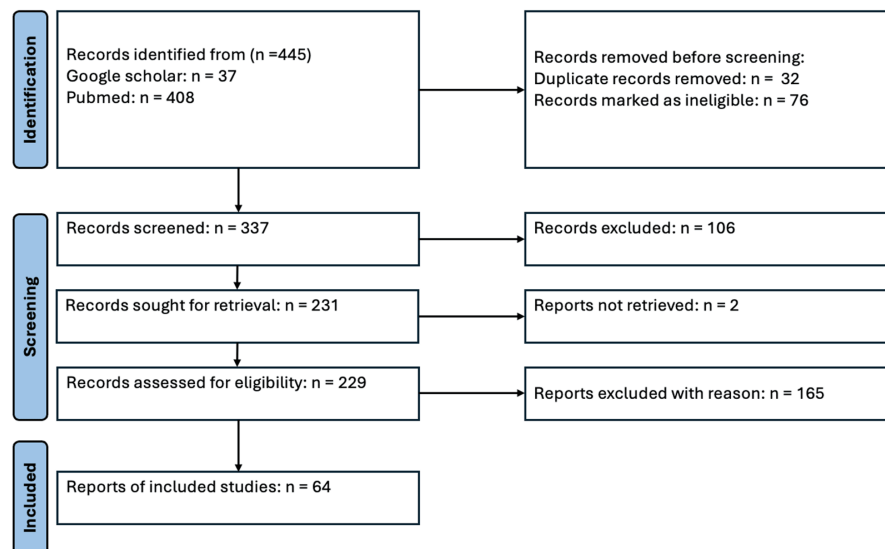 Identification
Records identified from (n =445)
Google scholar: n = 37
Pubmed: n = 408
Records removed before screening:
Duplicate records removed: n =  32
Records marked as ineligible: n = 76
Screening
Records screened: n = 337
Records excluded: n = 106
Records sought for retrieval: n = 231
Reports not retrieved: n = 2
Records assessed for eligibility: n = 229
Reports excluded with reason: n = 165
Included
Reports of included studies: n = 64